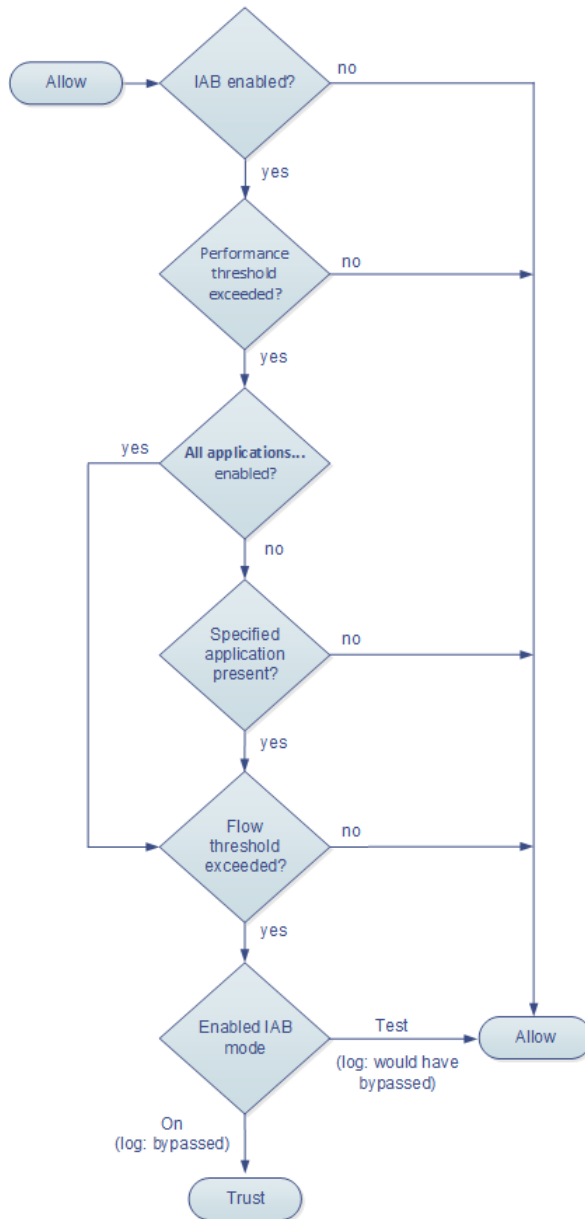 Allow
IAB enabled?
no
yes
Performance
threshold
exceeded?
no
yes
All applications...
enabled?
yes
no
Specified
application
present?
no
yes
Flow
threshold
exceeded?
no
yes
Enabled IAB
mode
Test
(log: would have
bypassed)
Allow
On
(log: bypassed)
Trust